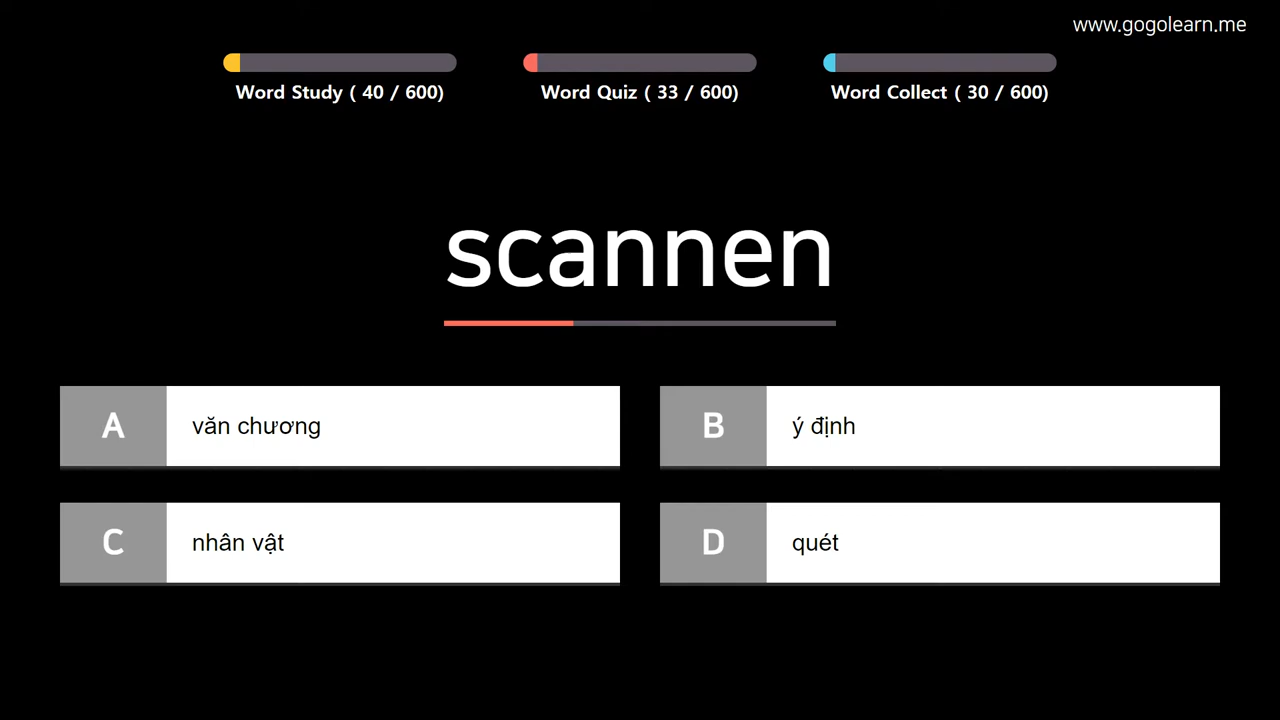 www.gogolearn.me
Word Study ( 40 / 600)
Word Quiz ( 33 / 600)
Word Collect ( 30 / 600)
scannen
A văn chương
B ý định
C nhân vật
D quét